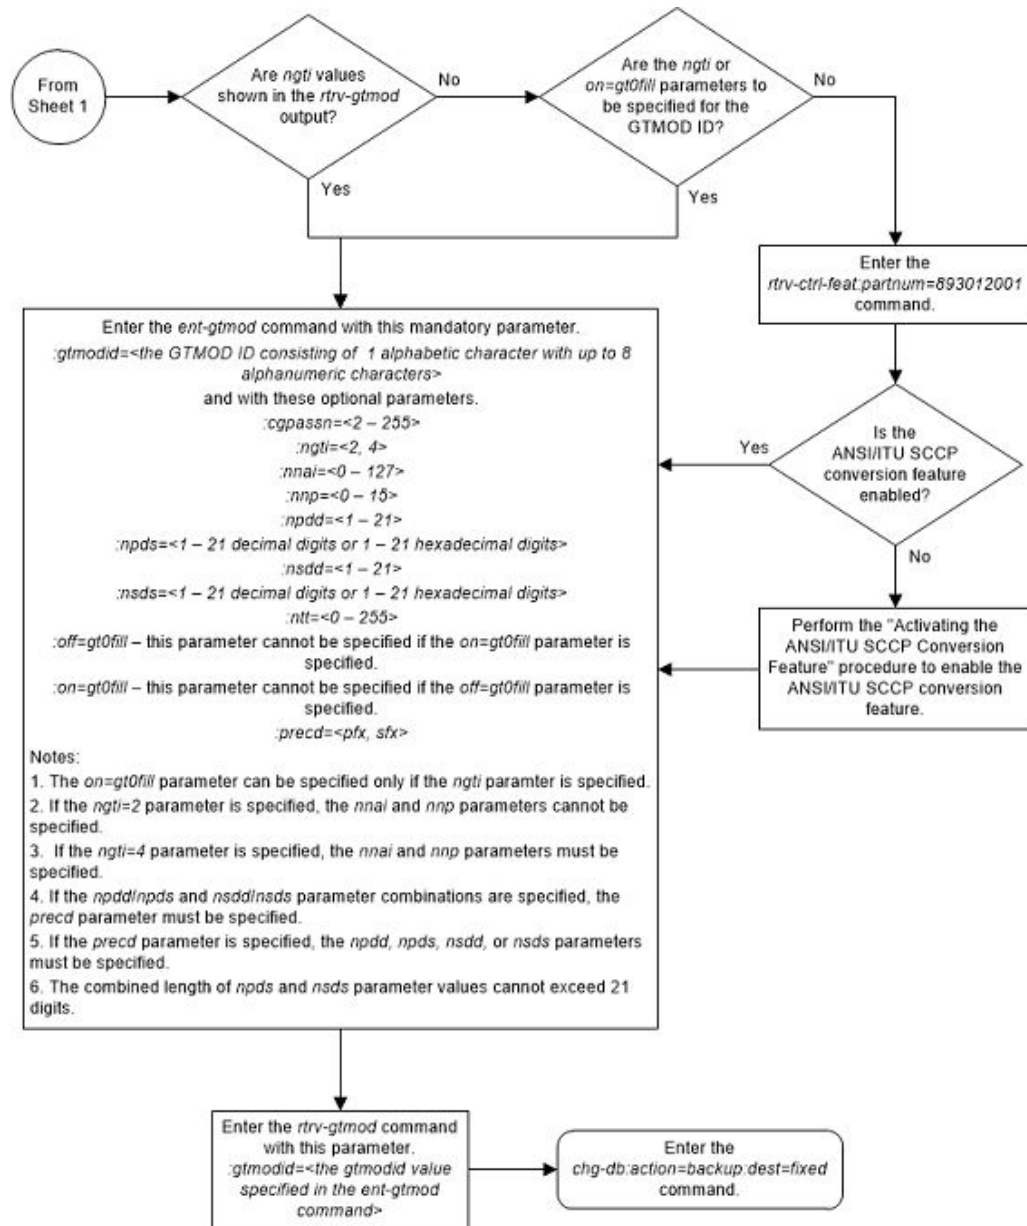 From
Sheet 1
Are ngti values
shown in the rtrv-gtmod
output?
No
Yes
Are the ngti or
on=gt0fill parameters to
be specified for the
GTMOD ID?
No
Yes
Enter the
rtrv-ctrl-feat:partnum=893012001
command.
Is the
ANSI/ITU SCCP
conversion feature
enabled?
Yes
No
Perform the "Activating the
ANSI/ITU SCCP Conversion
Feature" procedure to enable the
ANSI/ITU SCCP conversion
feature.
Enter the ent-gtmod command with this mandatory parameter.
:gtmodid=<the GTMOD ID consisting of 1 alphabetic character with up to 8
alphanumeric characters>
and with these optional parameters.
:cgpassn=<2 – 255>
:ngti=<2, 4>
:nnai=<0 – 127>
:nnp=<0 – 15>
:npdd=<1 – 21>
:npds=<1 – 21 decimal digits or 1 – 21 hexadecimal digits>
:nsdd=<1 – 21>
:nsds=<1 – 21 decimal digits or 1 – 21 hexadecimal digits>
:ntt=<0 – 255>
:off=gt0fill – this parameter cannot be specified if the on=gt0fill parameter is
specified.
:on=gt0fill – this parameter cannot be specified if the off=gt0fill parameter is
specified.
:precd=<pfx, sfx>
Notes:
1. The on=gt0fill parameter can be specified only if the ngti paramter is specified.
2. If the ngti=2 parameter is specified, the nnai and nnp parameters cannot be
specified.
3. If the ngti=4 parameter is specified, the nnai and nnp parameters must be
specified.
4. If the npdd/npds and nsdd/nsds parameter combinations are specified, the
precd parameter must be specified.
5. If the precd parameter is specified, the npdd, npds, nsdd, or nsds parameters
must be specified.
6. The combined length of npds and nsds parameter values cannot exceed 21
digits.
Enter the rtrv-gtmod command
with this parameter.
:gtmodid=<the gtmodid value
specified in the ent-gtmod
command>
Enter the
chg-db:action=backup:dest=fixed
command.